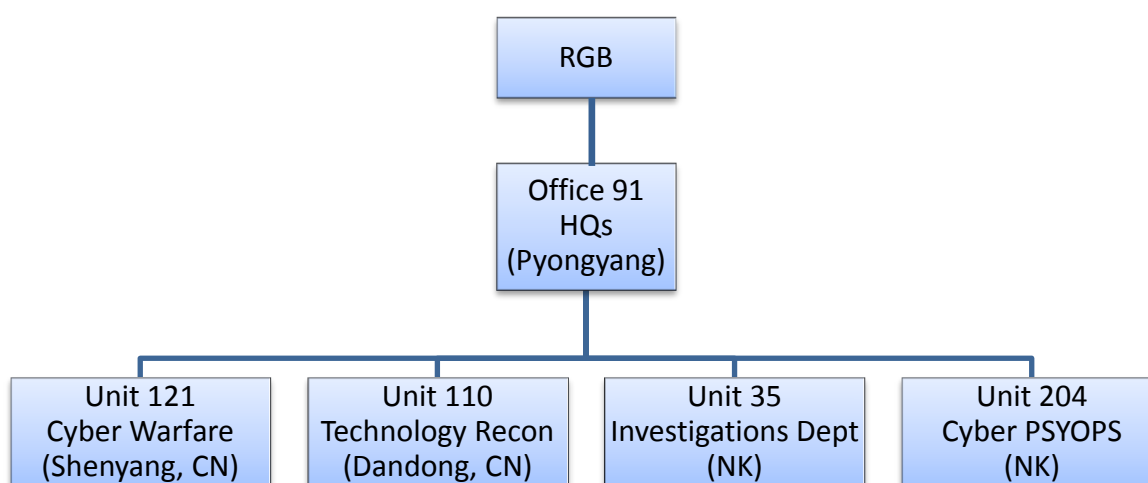 RGB
Office 91
HQs
(Pyongyang)
Unit 121
Cyber Warfare
(Shenyang, CN)
Unit 110
Technology Recon
(Dandong, CN)
Unit 35
Investigations Dept
(NK)
Unit 204
Cyber PSYOPS
(NK)